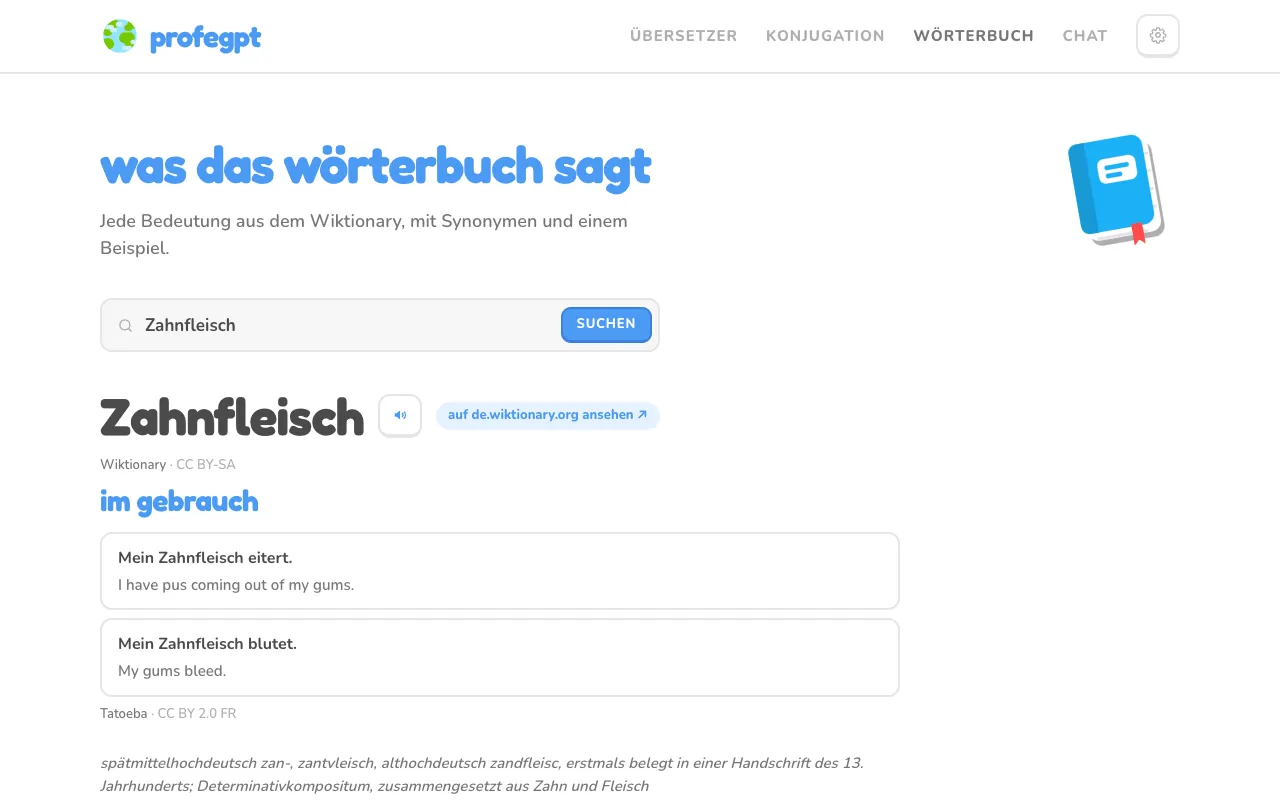 profegpt
ÜBERSETZER KONJUGATION WÖRTERBUCH CHAT
was das wörterbuch sagt
Jede Bedeutung aus dem Wiktionary, mit Synonymen und einem
Beispiel.
Zahnfleisch SUCHEN
Zahnfleisch auf de.wiktionary.org ansehen ↗
Wiktionary · CC BY-SA
im gebrauch
Mein Zahnfleisch eitert.
I have pus coming out of my gums.
Mein Zahnfleisch blutet.
My gums bleed.
Tatoeba · CC BY 2.0 FR
spätmittelhochdeutsch zan-, zantvleisch, althochdeutsch zandfleisc, erstmals belegt in einer Handschrift des 13.
Jahrhunderts; Determinativkompositum, zusammengesetzt aus Zahn und Fleisch